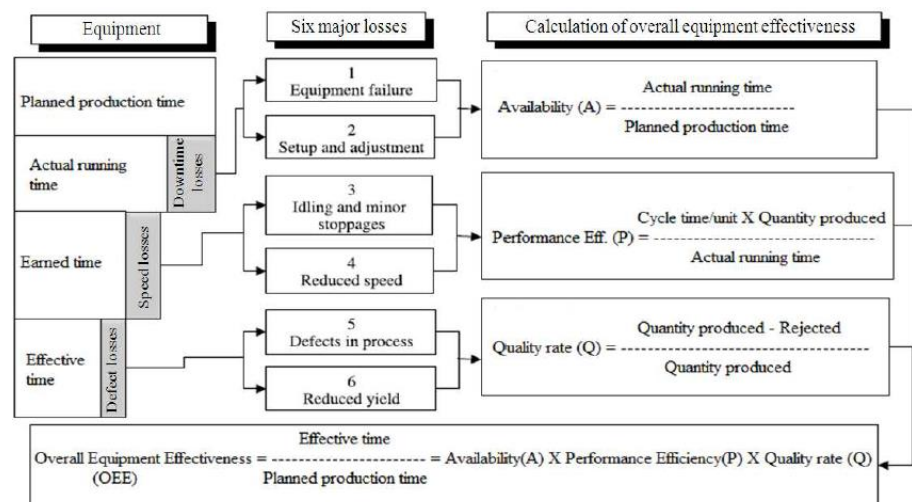 Equipment
Six major losses
Calculation of overall equipment effectiveness
Planned production time
Actual running
time
Downtime
losses
Earned time
Speed losses
Effective
time
Defect losses
1
Equipment failure
2
Setup and adjustment
3
Idling and minor
stoppages
4
Reduced speed
5
Defects in process
6
Reduced yield
Actual running time
Availability (A) = --------------------
Planned production time
Cycle time/unit X Quantity produced
Performance Eff. (P) = --------------------
Actual running time
Quantity produced - Rejected
Quality rate (Q) = --------------------
Quantity produced
Effective time
Overall Equipment Effectiveness = -------------------- = Availability(A) X Performance Efficiency(P) X Quality rate (Q)
(OEE) Planned production time